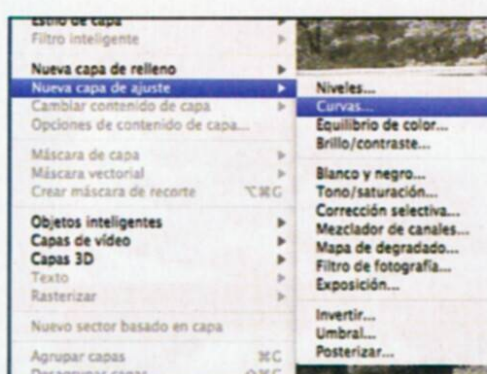 Estilo de capa
Filtro inteligente
Nueva capa de relleno
Nueva capa de ajuste
Cambiar contenido de capa
Opciones de contenido de capa...
Máscara de capa
Máscara vectorial
Crear máscara de recorte ⌥⌘G
Objetos inteligentes
Capas de vídeo
Capas 3D
Texto
Rasterizar
Nuevo sector basado en capa
Agrupar capas ⌘G
Desagrupar capas ⇧⌘G
Niveles...
Curvas...
Equilibrio de color...
Brillo/contraste...
Blanco y negro...
Tono/saturación...
Corrección selectiva...
Mezclador de canales...
Mapa de degradado...
Filtro de fotografía...
Exposición...
Invertir...
Umbral...
Posterizar...